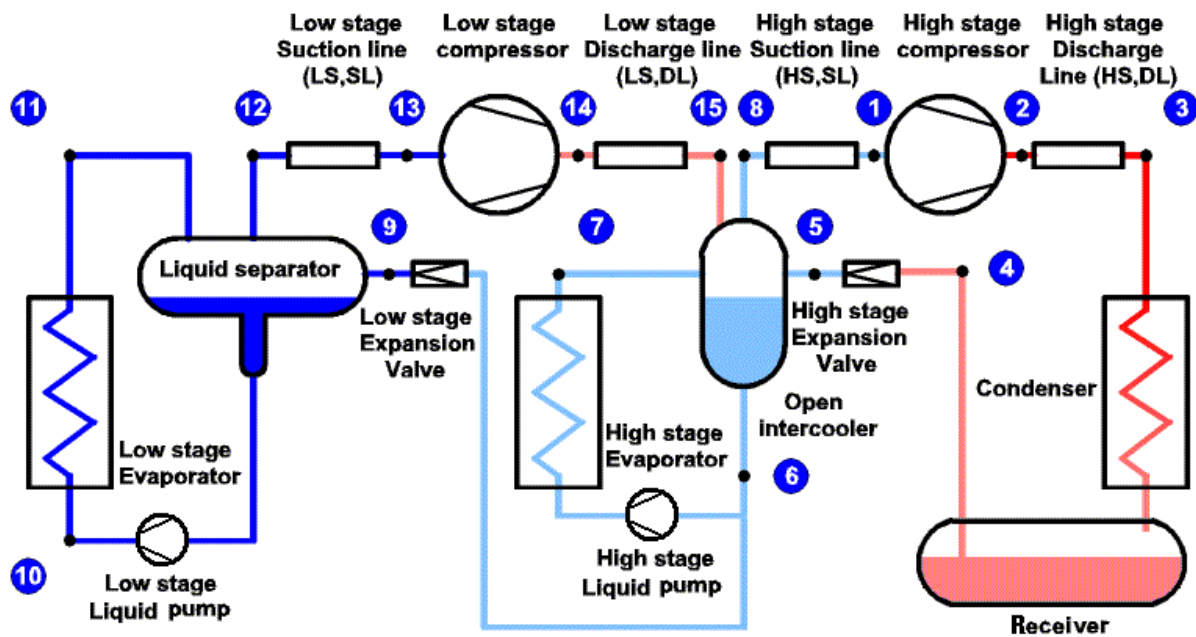 Low stage
Suction line
(LS,SL)
Low stage
compressor
Low stage
Discharge line
(LS,DL)
High stage
Suction line
(HS,SL)
High stage
compressor
High stage
Discharge
Line (HS,DL)
11
12
13
14
15
8
1
2
3
9
7
5
4
Liquid separator
Low stage
Expansion
Valve
High stage
Expansion
Valve
Condenser
Open
intercooler
Low stage
Evaporator
High stage
Evaporator
6
10
Low stage
Liquid pump
High stage
Liquid pump
Receiver